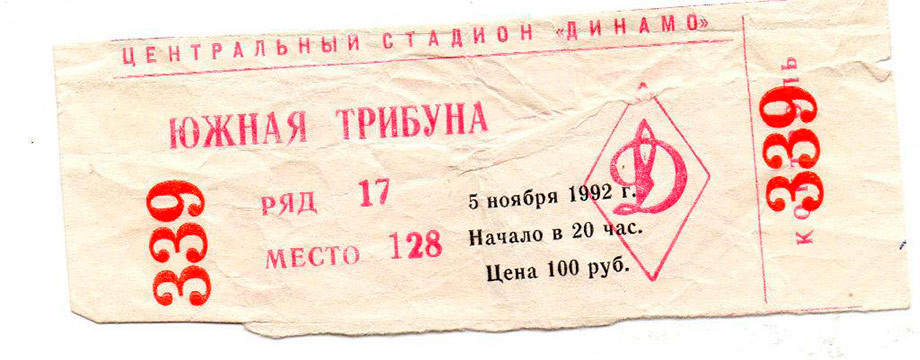 ЦЕНТРАЛЬНЫЙ СТАДИОН «ДИНАМО»
ЮЖНАЯ ТРИБУНА
РЯД 17
МЕСТО 128
5 ноября 1992 г.
Начало в 20 час.
Цена 100 руб.
Д
339
339